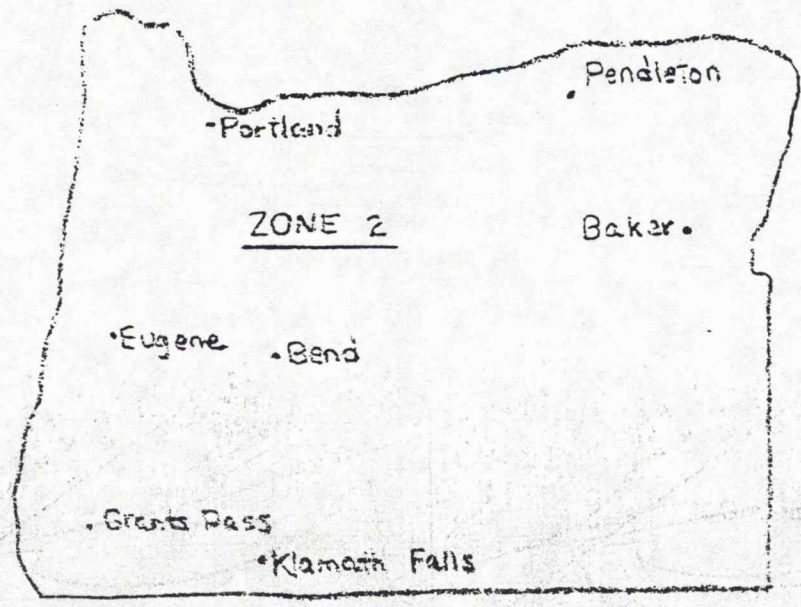 Pendleton
Portland
ZONE 2
Baker
Eugene
Bend
Grants Pass
Klamath Falls